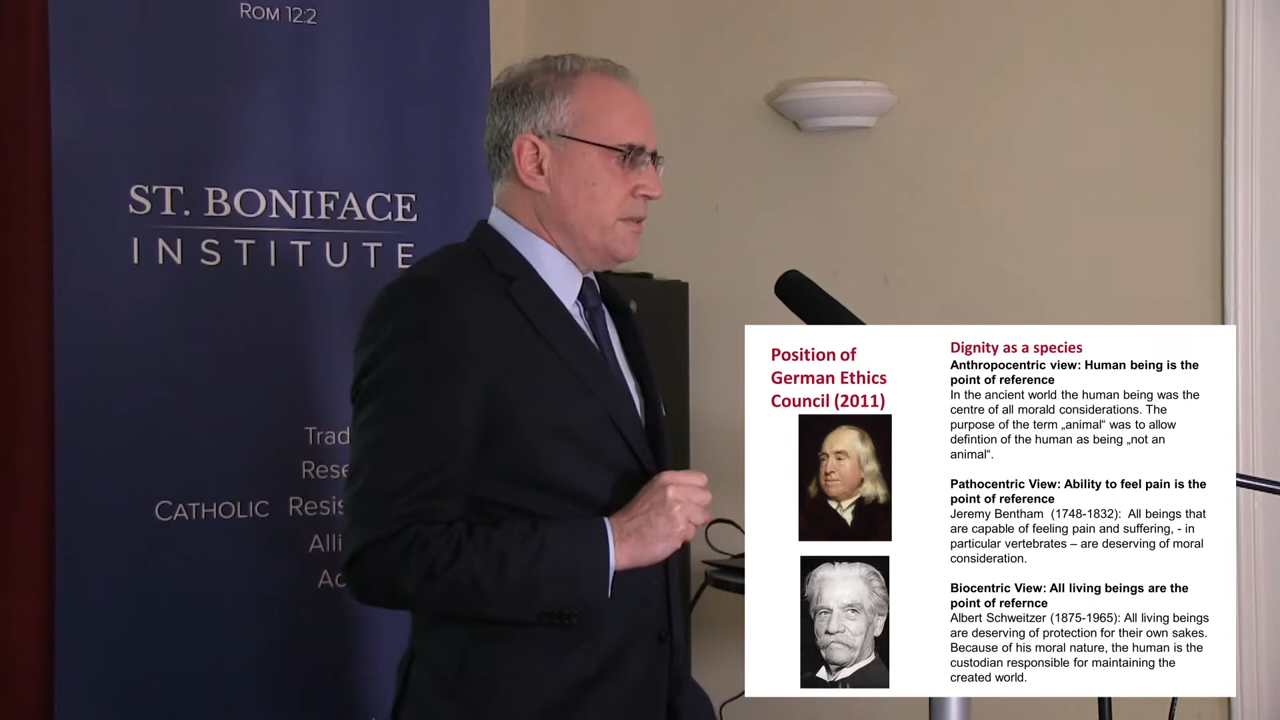 ROM 12:2
ST. BONIFACE
INSTITUTE
CATHOLIC
Position of
German Ethics
Council (2011)
Dignity as a species
Anthropocentric view: Human being is the
point of reference
In the ancient world the human being was the
centre of all morald considerations. The
purpose of the term „animal“ was to allow
defintion of the human as being „not an
animal“.
Pathocentric View: Ability to feel pain is the
point of reference
Jeremy Bentham (1748-1832): All beings that
are capable of feeling pain and suffering, - in
particular vertebrates – are deserving of moral
consideration.
Biocentric View: All living beings are the
point of refernce
Albert Schweitzer (1875-1965): All living beings
are deserving of protection for their own sakes.
Because of his moral nature, the human is the
custodian responsible for maintaining the
created world.